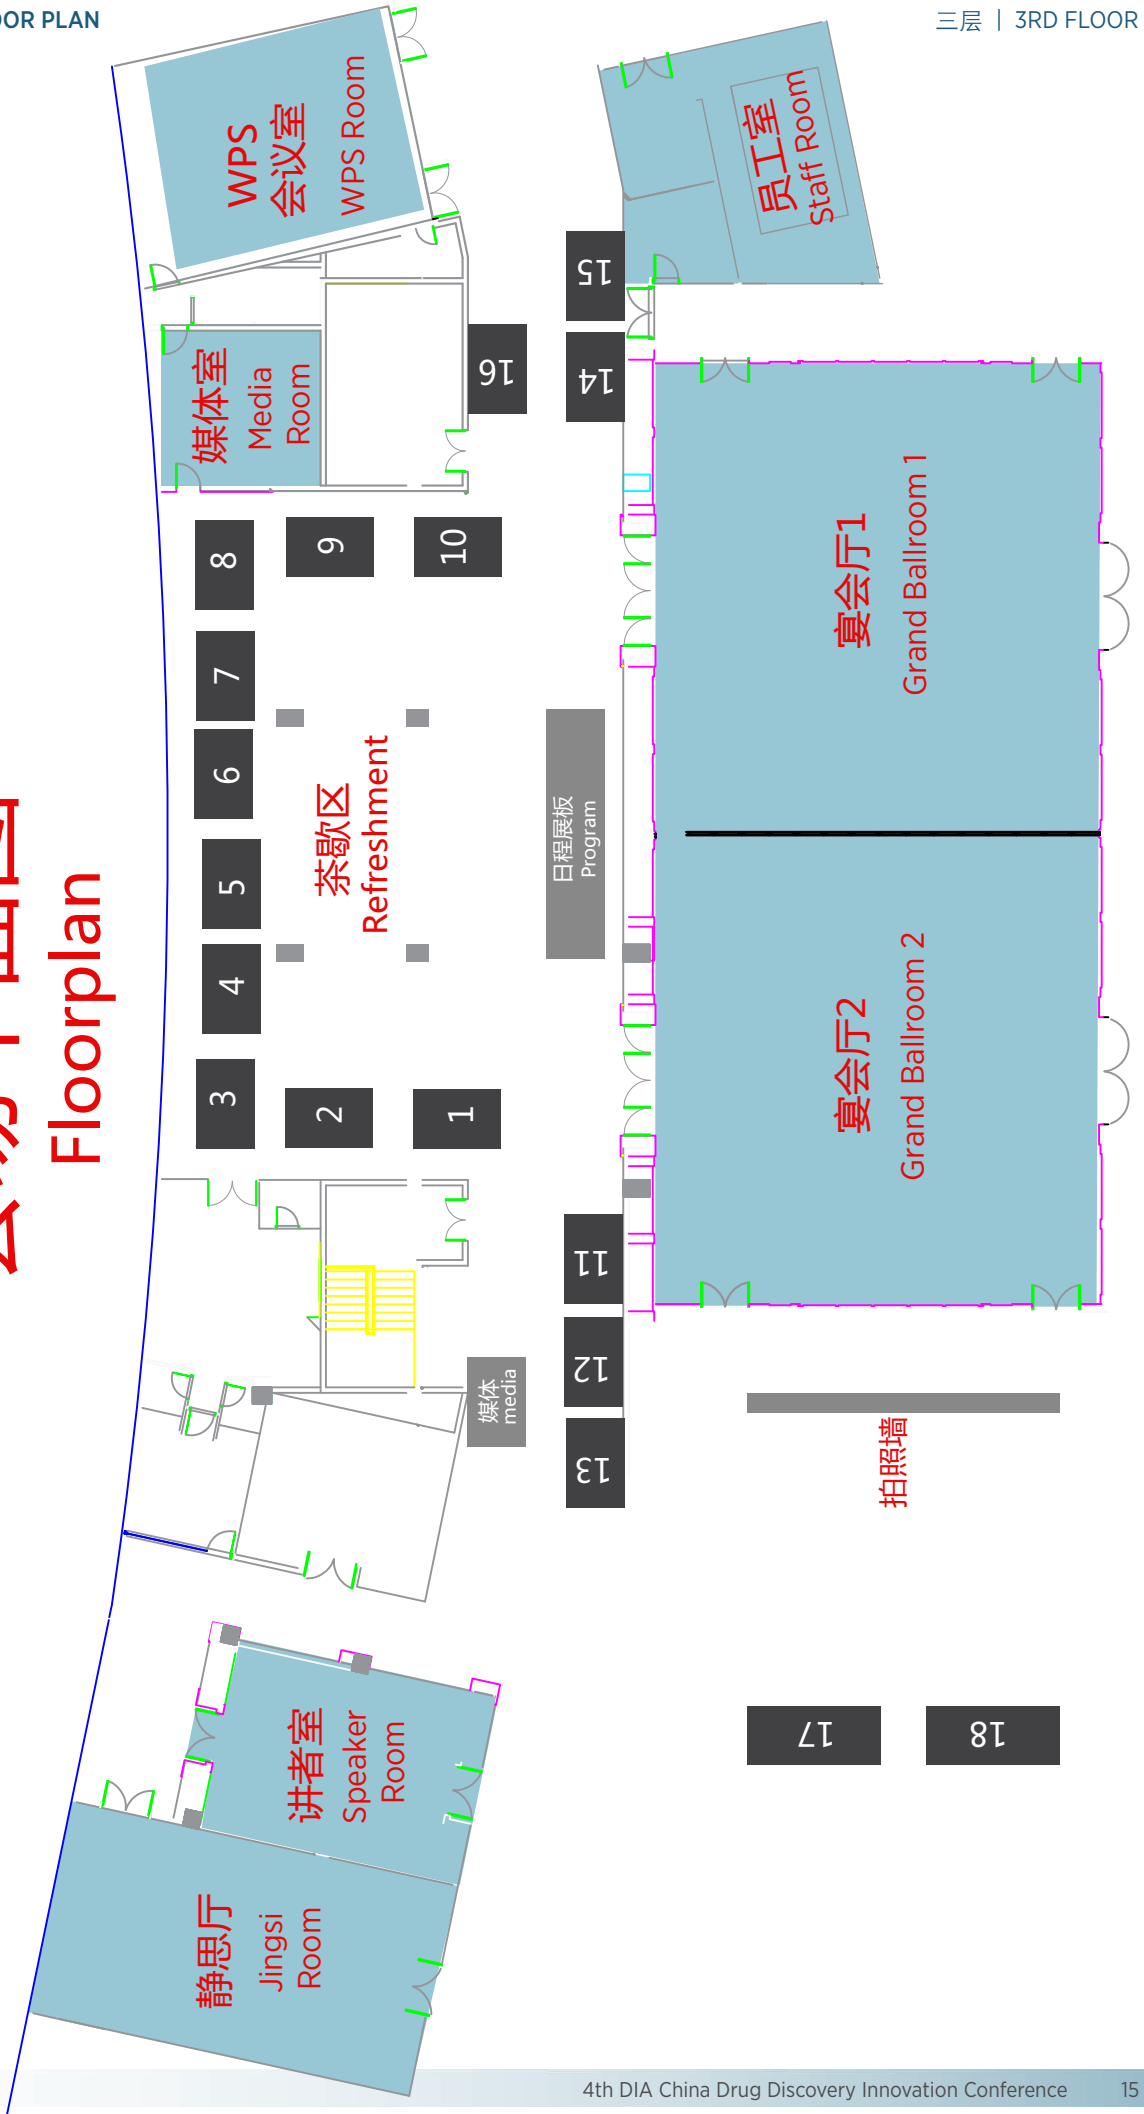 OOR PLAN
三层 | 3RD FLOOR
Floorplan
WPS
会议室
WPS Room
员工室
Staff Room
15
14
16
媒体室
Media
Room
8
9
10
7
6
5
4
3
2
1
茶歇区
Refreshment
日程展板
Program
宴会厅1
Grand Ballroom 1
宴会厅2
Grand Ballroom 2
11
12
13
媒体
media
拍照墙
17
18
讲者室
Speaker
Room
静思厅
Jingsi
Room
4th DIA China Drug Discovery Innovation Conference 15